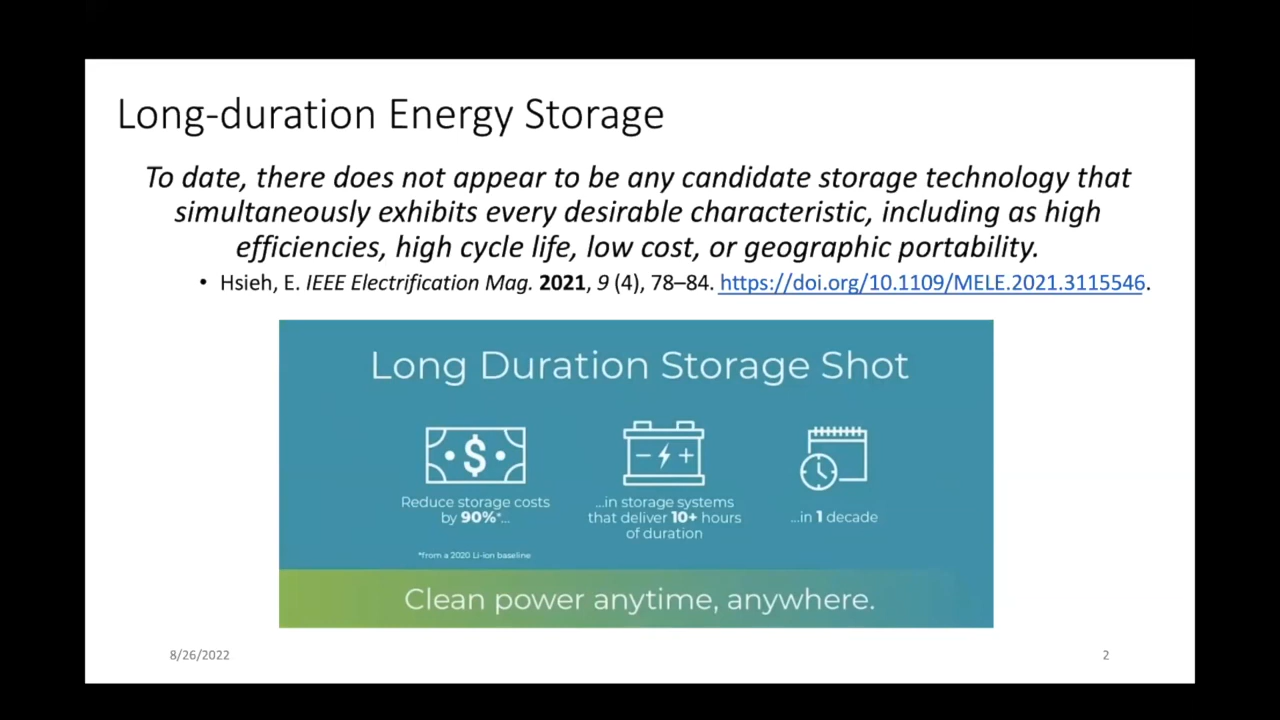 Long-duration Energy Storage
To date, there does not appear to be any candidate storage technology that
simultaneously exhibits every desirable characteristic, including as high
efficiencies, high cycle life, low cost, or geographic portability.
• Hsieh, E. IEEE Electrification Mag. 2021, 9 (4), 78–84. https://doi.org/10.1109/MELE.2021.3115546.
Long Duration Storage Shot
$
Reduce storage costs
by 90%*...
*from a 2020 Li-ion baseline
− +
...in storage systems
that deliver 10+ hours
of duration
...in 1 decade
Clean power anytime, anywhere.
8/26/2022
2